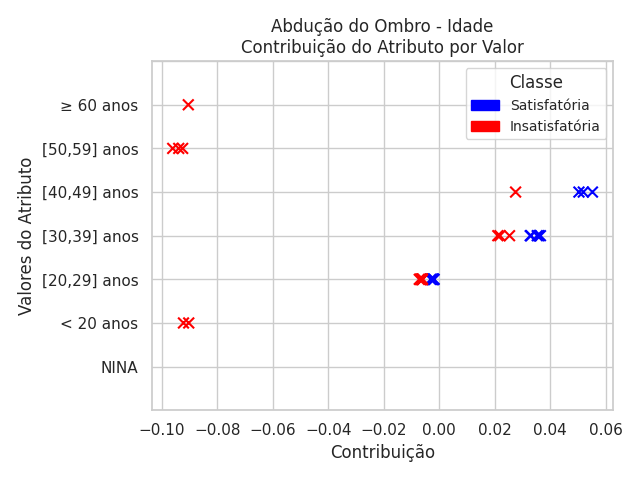 Abdução do Ombro - Idade
Contribuição do Atributo por Valor
Classe
Satisfatória
Insatisfatória
Valores do Atributo
≥ 60 anos
[50,59] anos
[40,49] anos
[30,39] anos
[20,29] anos
< 20 anos
NINA
−0.10 −0.08 −0.06 −0.04 −0.02 0.00 0.02 0.04 0.06
Contribuição